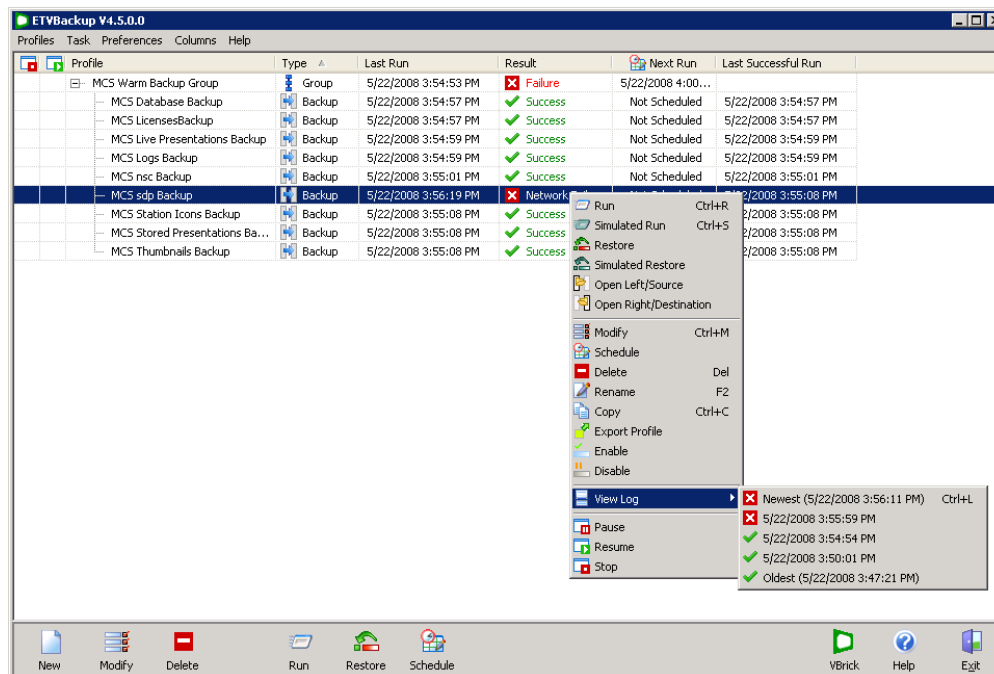 ETVBackup V4.5.0.0
Profiles Task Preferences Columns Help
Profile Type Last Run Result Next Run Last Successful Run
MCS Warm Backup Group Group 5/22/2008 3:54:53 PM Failure 5/22/2008 4:00...
MCS Database Backup Backup 5/22/2008 3:54:57 PM Success Not Scheduled 5/22/2008 3:54:57 PM
MCS LicensesBackup Backup 5/22/2008 3:54:57 PM Success Not Scheduled 5/22/2008 3:54:57 PM
MCS Live Presentations Backup Backup 5/22/2008 3:54:59 PM Success Not Scheduled 5/22/2008 3:54:59 PM
MCS Logs Backup Backup 5/22/2008 3:54:59 PM Success Not Scheduled 5/22/2008 3:54:59 PM
MCS nsc Backup Backup 5/22/2008 3:55:01 PM Success Not Scheduled 5/22/2008 3:55:01 PM
MCS sdp Backup Backup 5/22/2008 3:56:19 PM Network 3:55:08 PM
MCS Station Icons Backup Backup 5/22/2008 3:55:08 PM Success 2/2008 3:55:08 PM
MCS Stored Presentations Ba... Backup 5/22/2008 3:55:08 PM Success 2/2008 3:55:08 PM
MCS Thumbnails Backup Backup 5/22/2008 3:55:08 PM Success 2/2008 3:55:08 PM
Run Ctrl+R
Simulated Run Ctrl+S
Restore
Simulated Restore
Open Left/Source
Open Right/Destination
Modify Ctrl+M
Schedule
Delete Del
Rename F2
Copy Ctrl+C
Export Profile
Enable
Disable
View Log
Pause
Resume
Stop
Newest (5/22/2008 3:56:11 PM) Ctrl+L
5/22/2008 3:55:59 PM
5/22/2008 3:54:54 PM
5/22/2008 3:50:01 PM
Oldest (5/22/2008 3:47:21 PM)
New Modify Delete Run Restore Schedule VBrick Help Exit